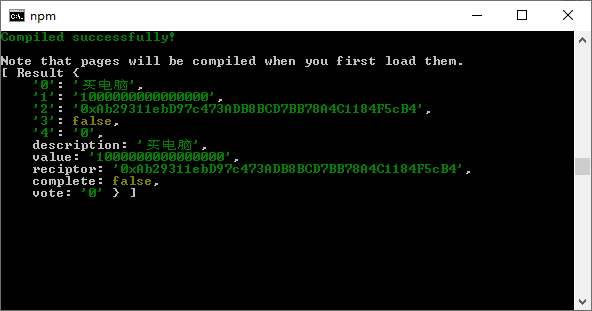 npm
Compiled successfully!
Note that pages will be compiled when you first load them.
[ Result {
'0': '买电脑',
'1': '1000000000000000',
'2': '0xAb29311ebD97c473ADB8BCD7BB78A4C1184F5cB4',
'3': false,
'4': '0',
description: '买电脑',
value: '1000000000000000',
reciptor: '0xAb29311ebD97c473ADB8BCD7BB78A4C1184F5cB4',
complete: false,
vote: '0' } ]